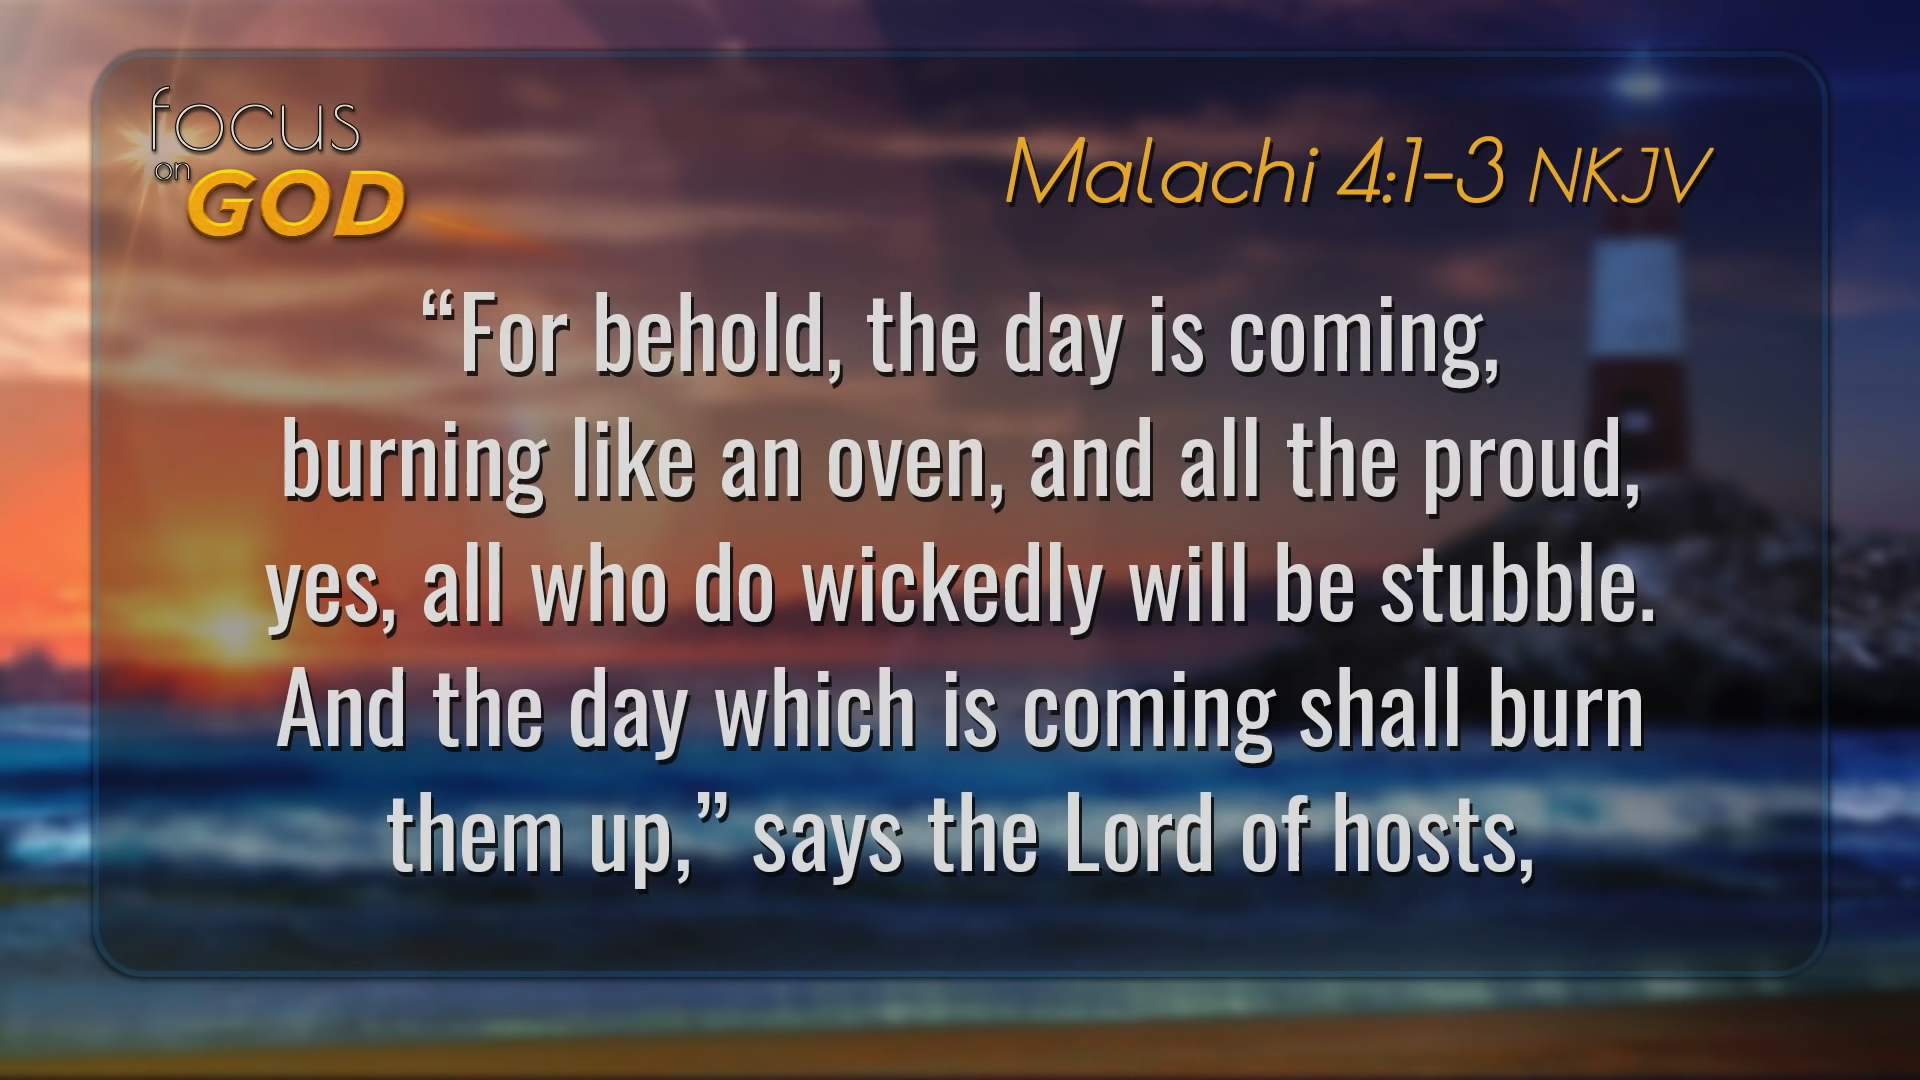 focus
on GOD
Malachi 4:1-3 NKJV
“For behold, the day is coming,
burning like an oven, and all the proud,
yes, all who do wickedly will be stubble.
And the day which is coming shall burn
them up,” says the Lord of hosts,